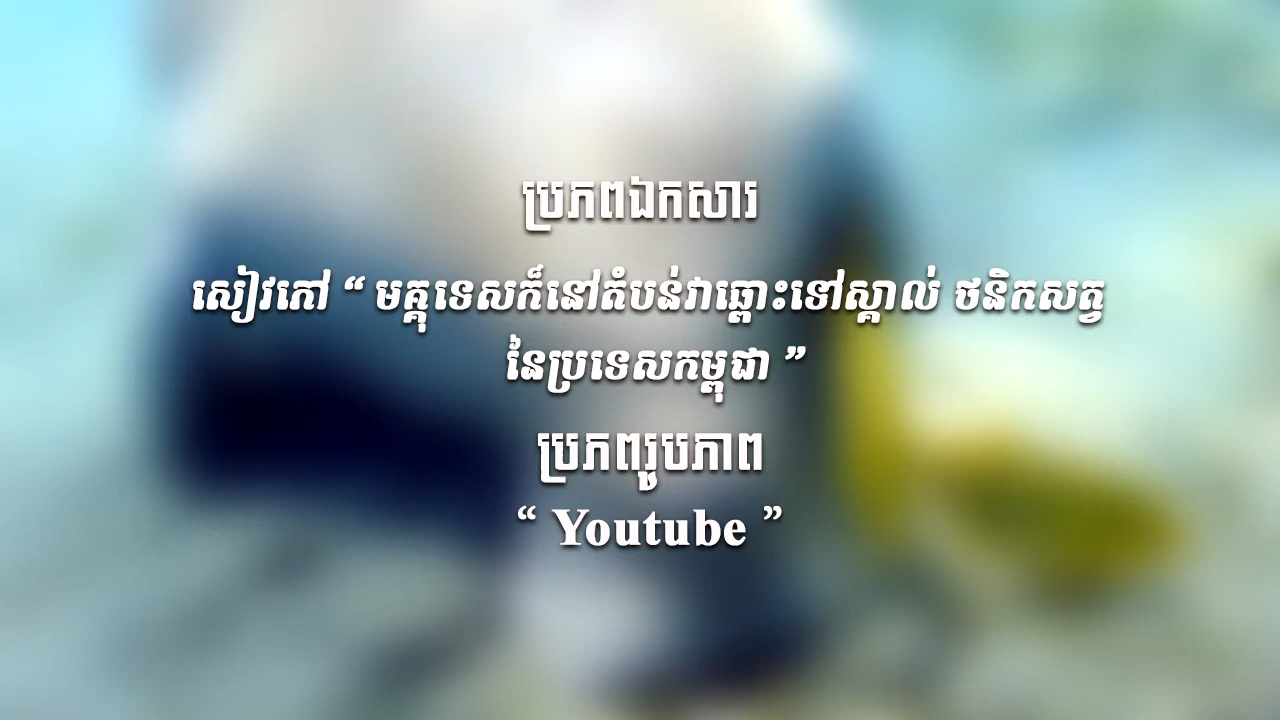 ប្រភពឯកសារ
សៀវភៅ “ មគ្គុទេសក៏នៅតំបន់វាឆ្ពោះទៅស្គាល់ ថនិកសត្វ
នៃប្រទេសកម្ពុជា ”
ប្រភព្វរូបភាព
“ Youtube ”